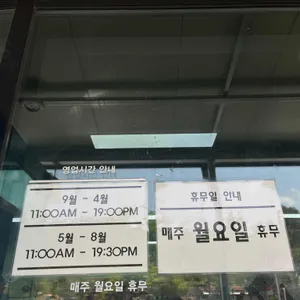 영업시간 안내
9월 - 4월
11:00AM - 19:00PM
5월 - 8월
11:00AM - 19:30PM
매주 월요일 휴무
휴무일 안내
매주 월요일 휴무